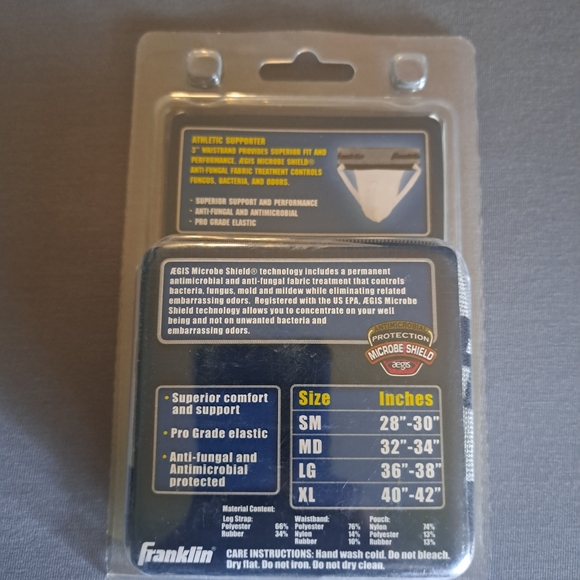 ATHLETIC SUPPORTER
3" WAISTBAND PROVIDES SUPERIOR FIT AND
PERFORMANCE. ÆGIS MICROBE SHIELD®
ANTI-FUNGAL FABRIC TREATMENT CONTROLS
FUNGUS, BACTERIA, AND ODORS.
- SUPERIOR SUPPORT AND PERFORMANCE
- ANTI-FUNGAL AND ANTIMICROBIAL
- PRO GRADE ELASTIC
Franklin
ÆGIS Microbe Shield® technology includes a permanent
antimicrobial and anti-fungal fabric treatment that controls
bacteria, fungus, mold and mildew while eliminating related
embarrassing odors. Registered with the US EPA, ÆGIS Microbe
Shield technology allows you to concentrate on your well
being and not on unwanted bacteria and
embarrassing odors.
ANTIMICROBIAL
PROTECTION
MICROBE SHIELD
aegis
• Superior comfort
and support
• Pro Grade elastic
• Anti-fungal and
Antimicrobial
protected
Size Inches
SM 28"-30"
MD 32"-34"
LG 36"-38"
XL 40"-42"
Material Content:
Leg Strap: Waistband: Pouch:
Polyester 66% Polyester 76% Nylon 74%
Rubber 34% Nylon 14% Polyester 13%
Rubber 10% Rubber 13%
Franklin
CARE INSTRUCTIONS: Hand wash cold. Do not bleach.
Dry flat. Do not iron. Do not dry clean.